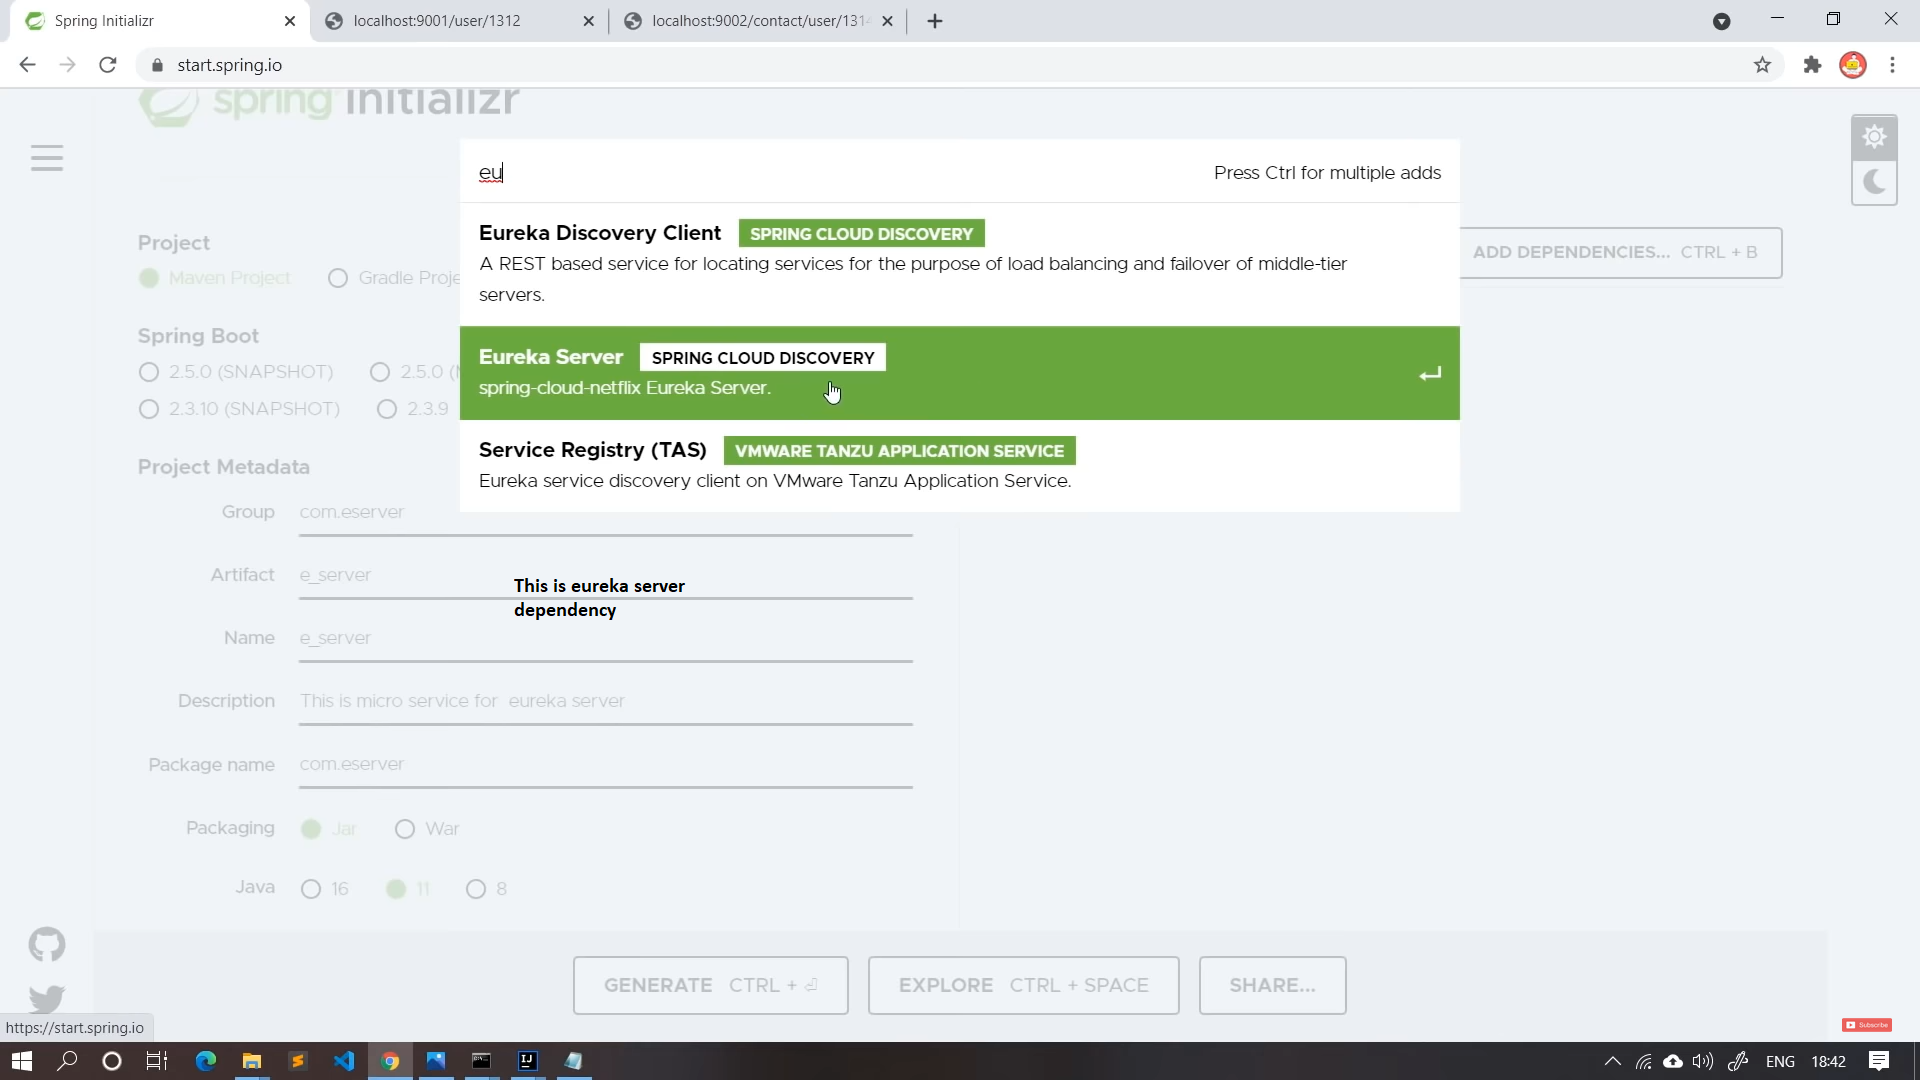 Spring Initializr
localhost:9001/user/1312
localhost:9002/contact/user/131
start.spring.io
spring initializr
eu
Press Ctrl for multiple adds
Eureka Discovery Client SPRING CLOUD DISCOVERY
A REST based service for locating services for the purpose of load balancing and failover of middle-tier
servers.
Eureka Server SPRING CLOUD DISCOVERY
spring-cloud-netflix Eureka Server.
Service Registry (TAS) VMWARE TANZU APPLICATION SERVICE
Eureka service discovery client on VMware Tanzu Application Service.
ADD DEPENDENCIES... CTRL + B
Project
Maven Project Gradle Proje
Spring Boot
2.5.0 (SNAPSHOT) 2.5.0 (
2.3.10 (SNAPSHOT) 2.3.9
Project Metadata
Group com.eserver
Artifact e_server
This is eureka server
dependency
Name e_server
Description This is micro service for eureka server
Package name com.eserver
Packaging Jar War
Java 16 11 8
GENERATE CTRL + ⏎
EXPLORE CTRL + SPACE
SHARE...
https://start.spring.io
Subscribe
ENG 18:42